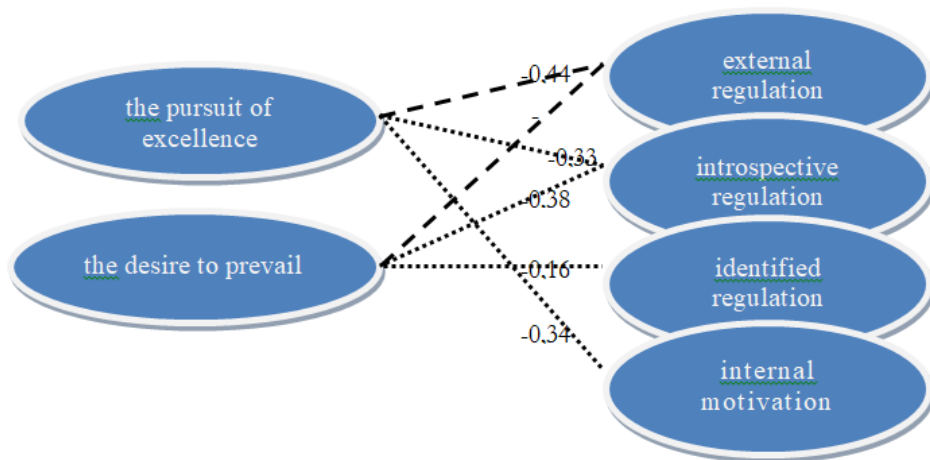 the pursuit of
excellence
the desire to prevail
-0.44
-
-0.33
-0.38
-0.16
-0.34
external
regulation
introspective
regulation
identified
regulation
internal
motivation